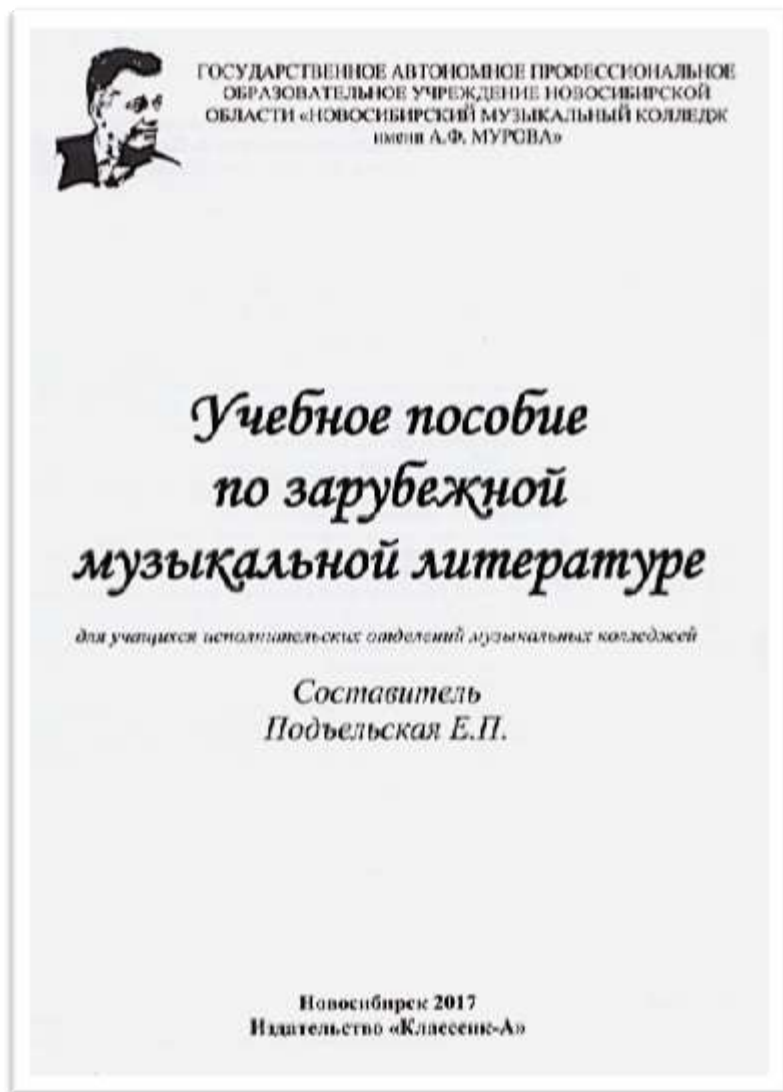 ГОСУДАРСТВЕННОЕ АВТОНОМНОЕ ПРОФЕССИОНАЛЬНОЕ
ОБРАЗОВАТЕЛЬНОЕ УЧРЕЖДЕНИЕ НОВОСИБИРСКОЙ
ОБЛАСТИ «НОВОСИБИРСКИЙ МУЗЫКАЛЬНЫЙ КОЛЛЕДЖ
имени А.Ф. МУРОВА»
Учебное пособие
по зарубежной
музыкальной литературе
для учащихся исполнительских отделений музыкальных колледжей
Составитель
Подъельская Е.П.
Новосибирск 2017
Издательство «Классик-А»